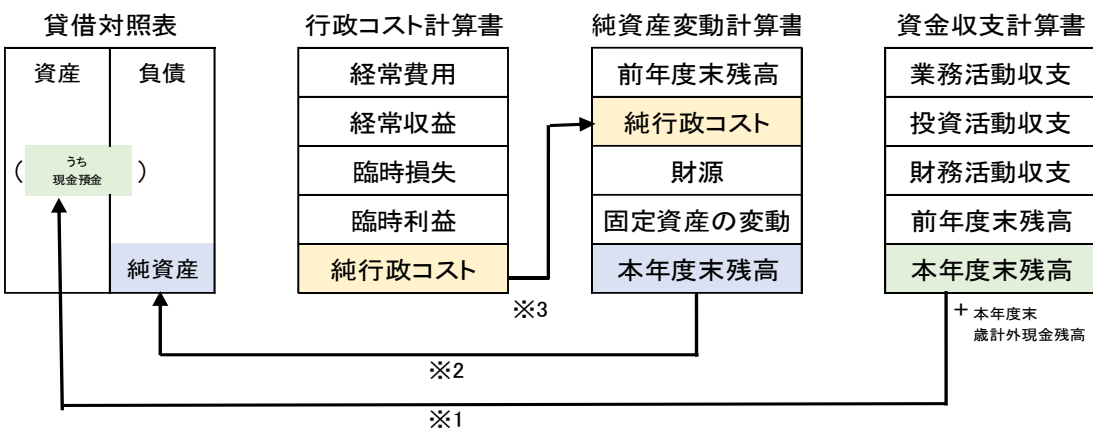 貸借対照表
資産
負債
(
うち
現金預金
)
純資産
行政コスト計算書
経常費用
経常収益
臨時損失
臨時利益
純行政コスト
純資産変動計算書
前年度末残高
純行政コスト
財源
固定資産の変動
本年度末残高
資金収支計算書
業務活動収支
投資活動収支
財務活動収支
前年度末残高
本年度末残高
+ 本年度末
歳計外現金残高
※3
※2
※1